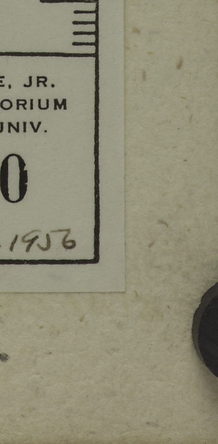 E, JR.
ORIUM
UNIV.
0
1956